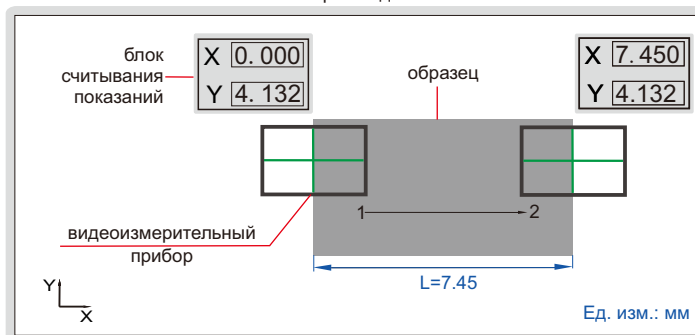 блок
считывания
показаний
X 0.000
Y 4.132
образец
X 7.450
Y 4.132
1
2
видеоизмерительный
прибор
L=7.45
Y
X
Ед. изм.: мм